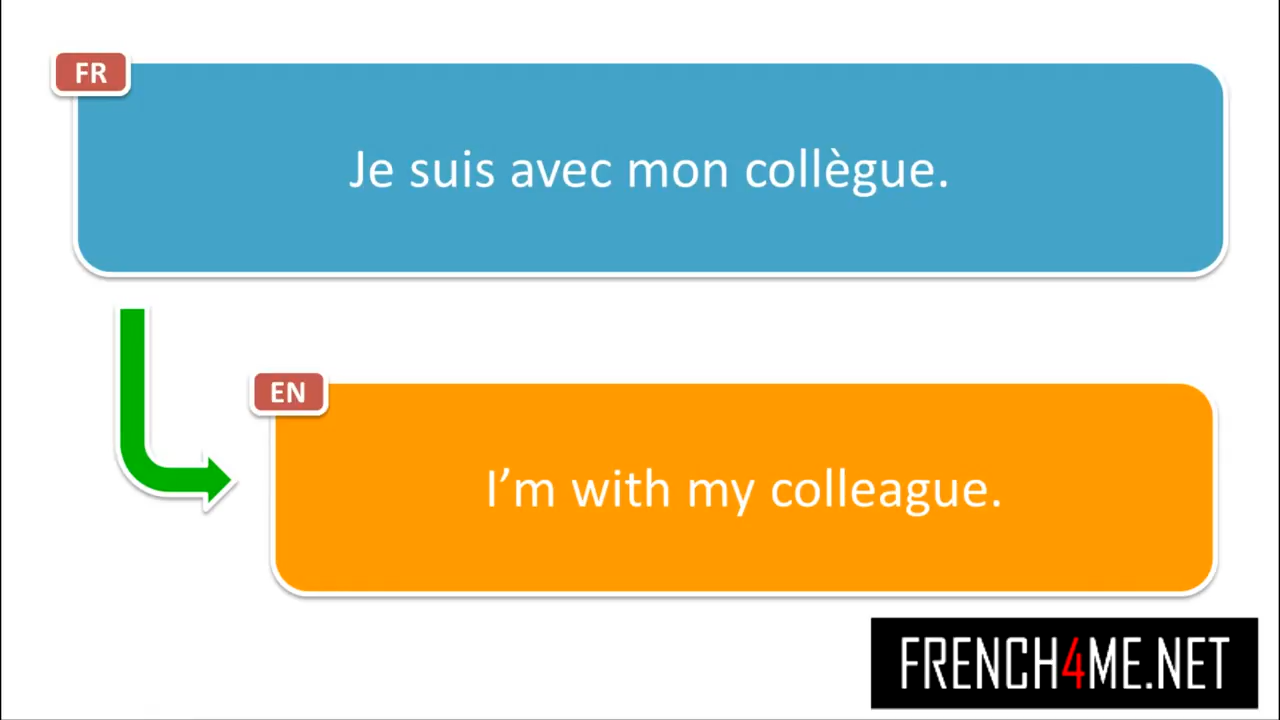 FR
Je suis avec mon collègue.
EN
I’m with my colleague.
FRENCH4ME.NET